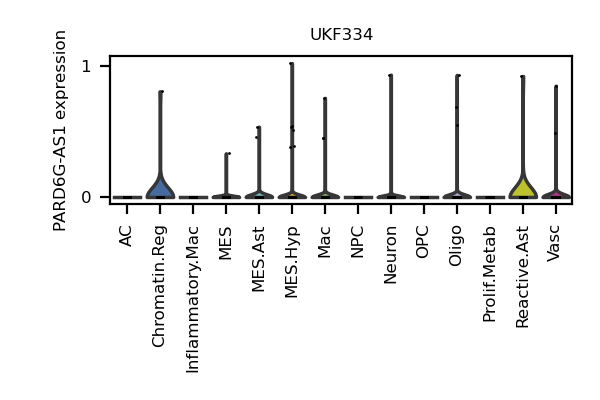 UKF334
PARD6G-AS1 expression
1
0
AC
Chromatin.Reg
Inflammatory.Mac
MES
MES.Ast
MES.Hyp
Mac
NPC
Neuron
OPC
Oligo
Prolif.Metab
Reactive.Ast
Vasc